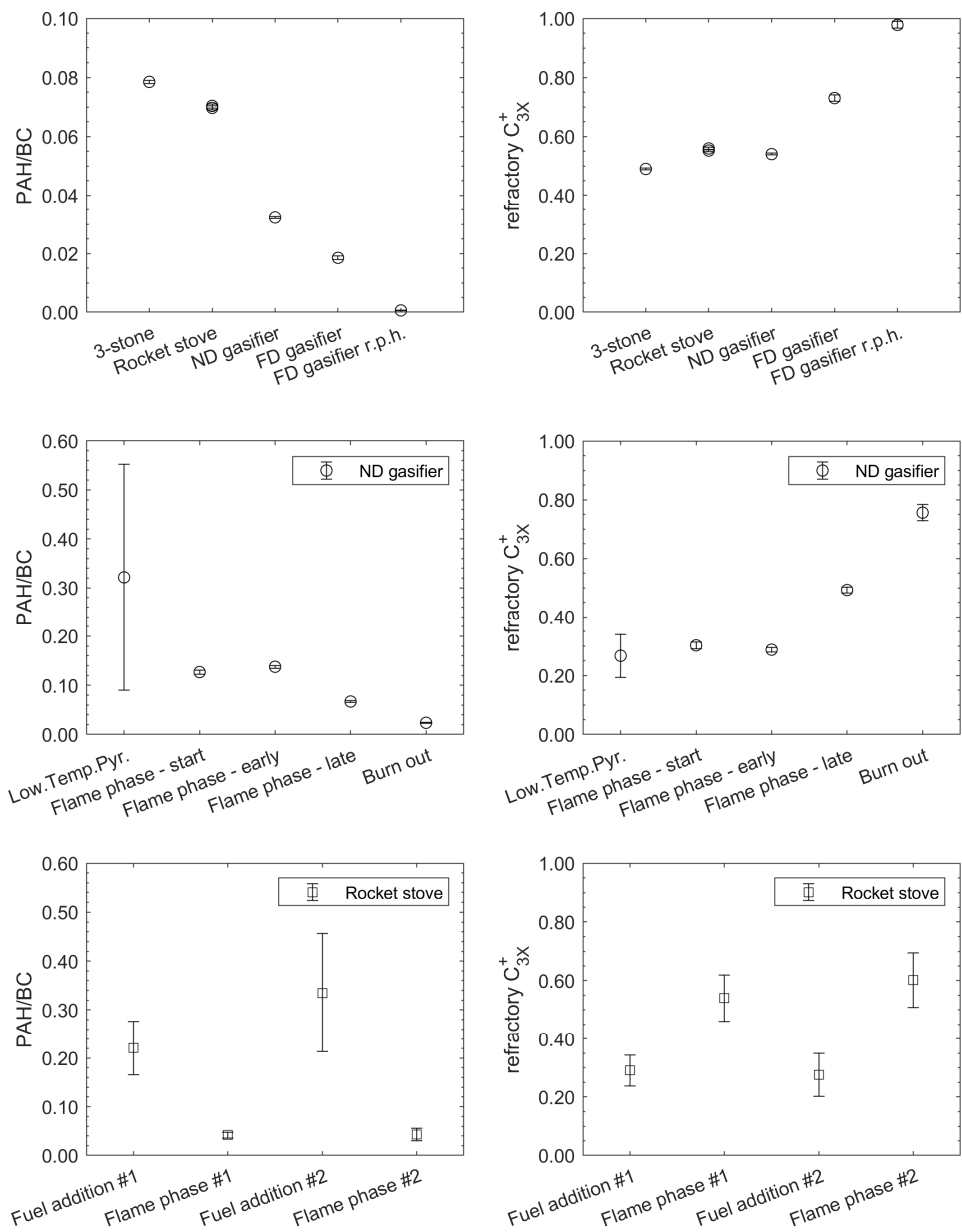 0.10
0.08
0.06
0.04
0.02
0.00
PAH/BC
3-stone
Rocket stove
ND gasifier
FD gasifier
FD gasifier r.p.h.
1.00
0.80
0.60
0.40
0.20
0.00
refractory C3X+
3-stone
Rocket stove
ND gasifier
FD gasifier
FD gasifier r.p.h.
0.60
0.50
0.40
0.30
0.20
0.10
0.00
PAH/BC
ND gasifier
Low.Temp.Pyr.
Flame phase - start
Flame phase - early
Flame phase - late
Burn out
1.00
0.80
0.60
0.40
0.20
0.00
refractory C3X+
ND gasifier
Low.Temp.Pyr.
Flame phase - start
Flame phase - early
Flame phase - late
Burn out
0.60
0.50
0.40
0.30
0.20
0.10
0.00
PAH/BC
Rocket stove
Fuel addition #1
Flame phase #1
Fuel addition #2
Flame phase #2
1.00
0.80
0.60
0.40
0.20
0.00
refractory C3X+
Rocket stove
Fuel addition #1
Flame phase #1
Fuel addition #2
Flame phase #2